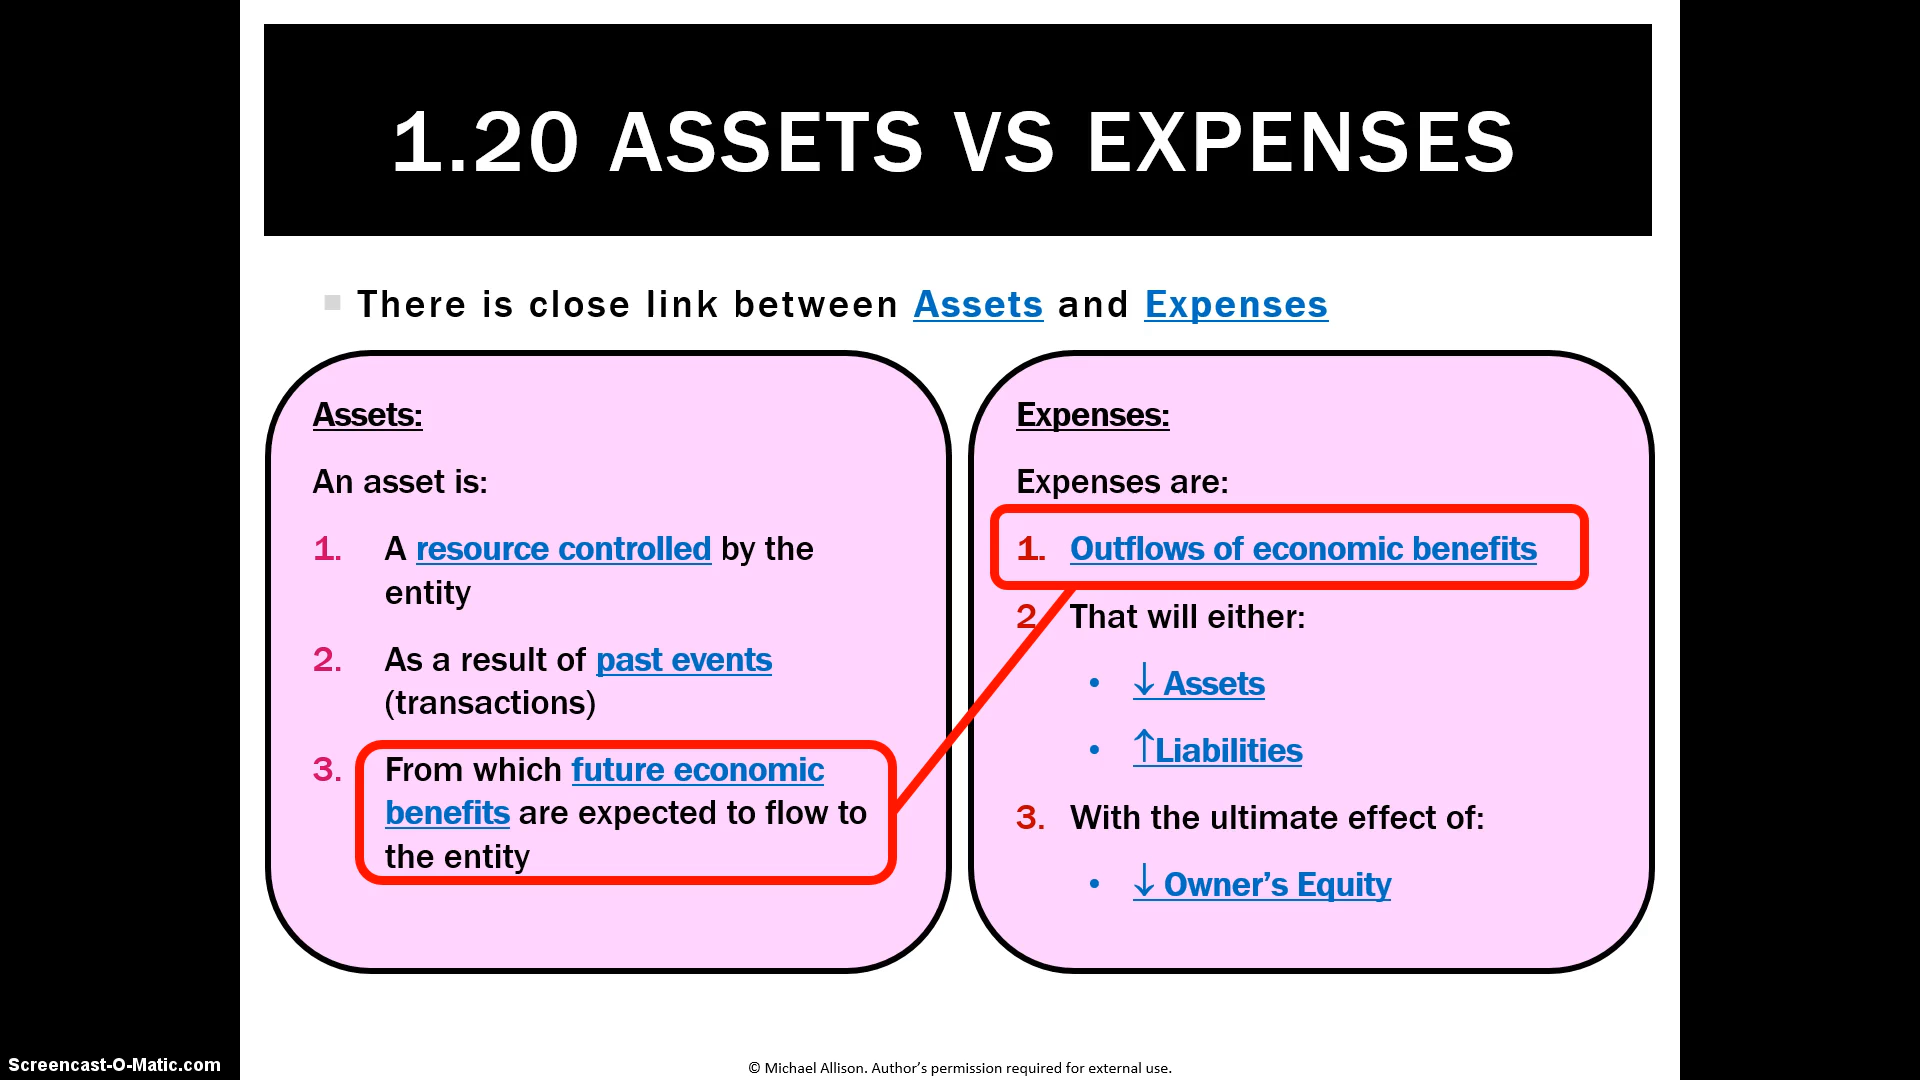 1.20 ASSETS VS EXPENSES
There is close link between Assets and Expenses
Assets:
An asset is:
1. A resource controlled by the
entity
2. As a result of past events
(transactions)
3. From which future economic
benefits are expected to flow to
the entity
Expenses:
Expenses are:
1. Outflows of economic benefits
2. That will either:
• ↓ Assets
• ↑Liabilities
3. With the ultimate effect of:
• ↓ Owner’s Equity
Screencast-O-Matic.com
© Michael Allison. Author’s permission required for external use.